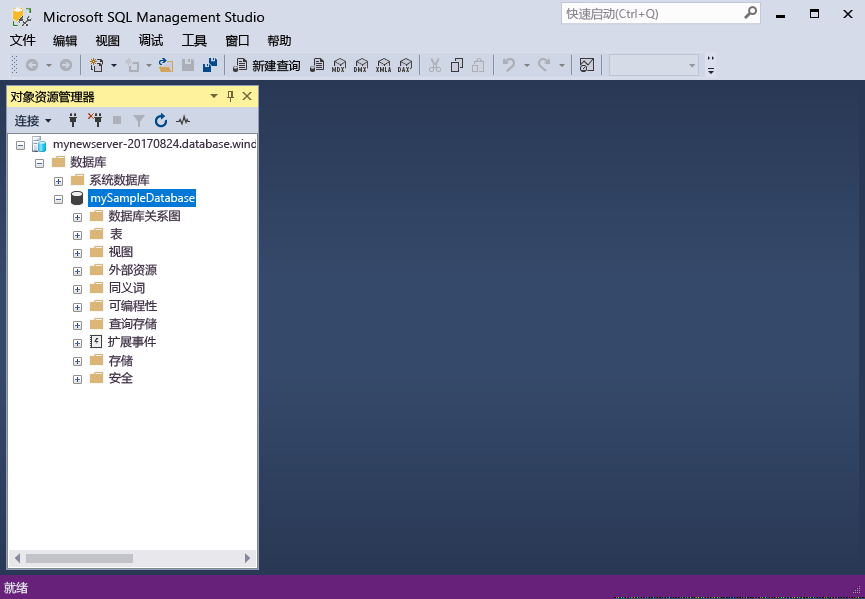 Microsoft SQL Management Studio
快速启动(Ctrl+Q)
文件 编辑 视图 调试 工具 窗口 帮助
新建查询 MDX DMX XMLA DAX
对象资源管理器
连接
mynewserver-20170824.database.wind
数据库
系统数据库
mySampleDatabase
数据库关系图
表
视图
外部资源
同义词
可编程性
查询存储
扩展事件
存储
安全
就绪